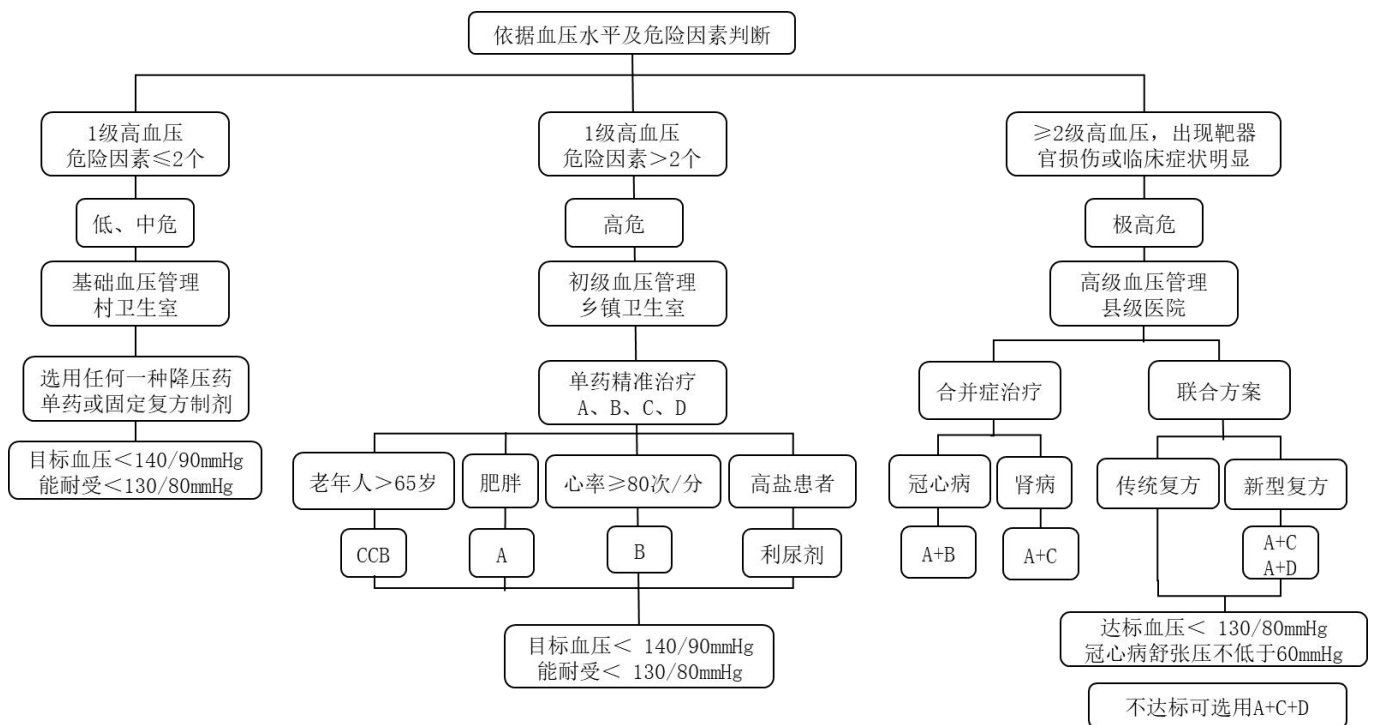 依据血压水平及危险因素判断
1级高血压
危险因素≤2个
1级高血压
危险因素＞2个
≥2级高血压，出现靶器
官损伤或临床症状明显
低、中危
高危
极高危
基础血压管理
村卫生室
初级血压管理
乡镇卫生室
高级血压管理
县级医院
选用任何一种降压药
单药或固定复方制剂
单药精准治疗
A、B、C、D
合并症治疗
联合方案
目标血压＜140/90mmHg
能耐受＜130/80mmHg
老年人＞65岁
肥胖
心率≥80次/分
高盐患者
冠心病
肾病
传统复方
新型复方
CCB
A
B
利尿剂
A+B
A+C
A+C
A+D
目标血压＜ 140/90mmHg
能耐受＜ 130/80mmHg
达标血压＜ 130/80mmHg
冠心病舒张压不低于60mmHg
不达标可选用A+C+D